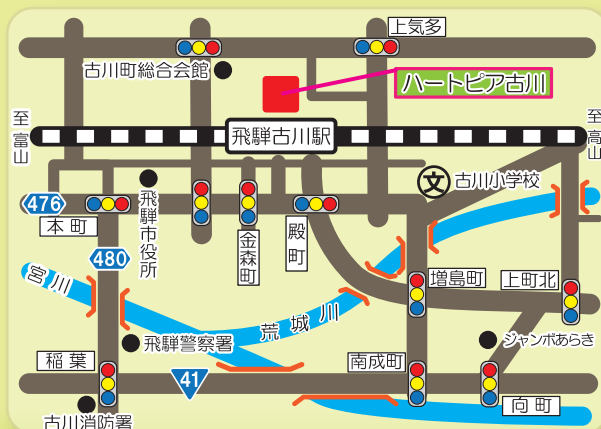 上気多
古川町総合会館
ハートピア古川
至富山
飛騨古川駅
至高山
文
古川小学校
476
本町
飛騨市役所
金森町
殿町
480
宮川
荒城川
増島町
上町北
飛騨警察署
ジャンボあらき
稲葉
41
南成町
向町
古川消防署